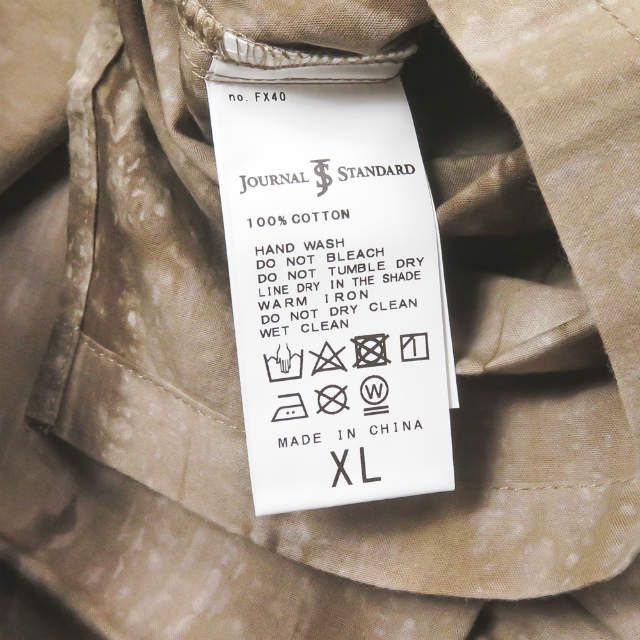 no. FX40
JOURNAL JS STANDARD
100% COTTON
HAND WASH
DO NOT BLEACH
DO NOT TUMBLE DRY
LINE DRY IN THE SHADE
WARM IRON
DO NOT DRY CLEAN
WET CLEAN
W
MADE IN CHINA
XL